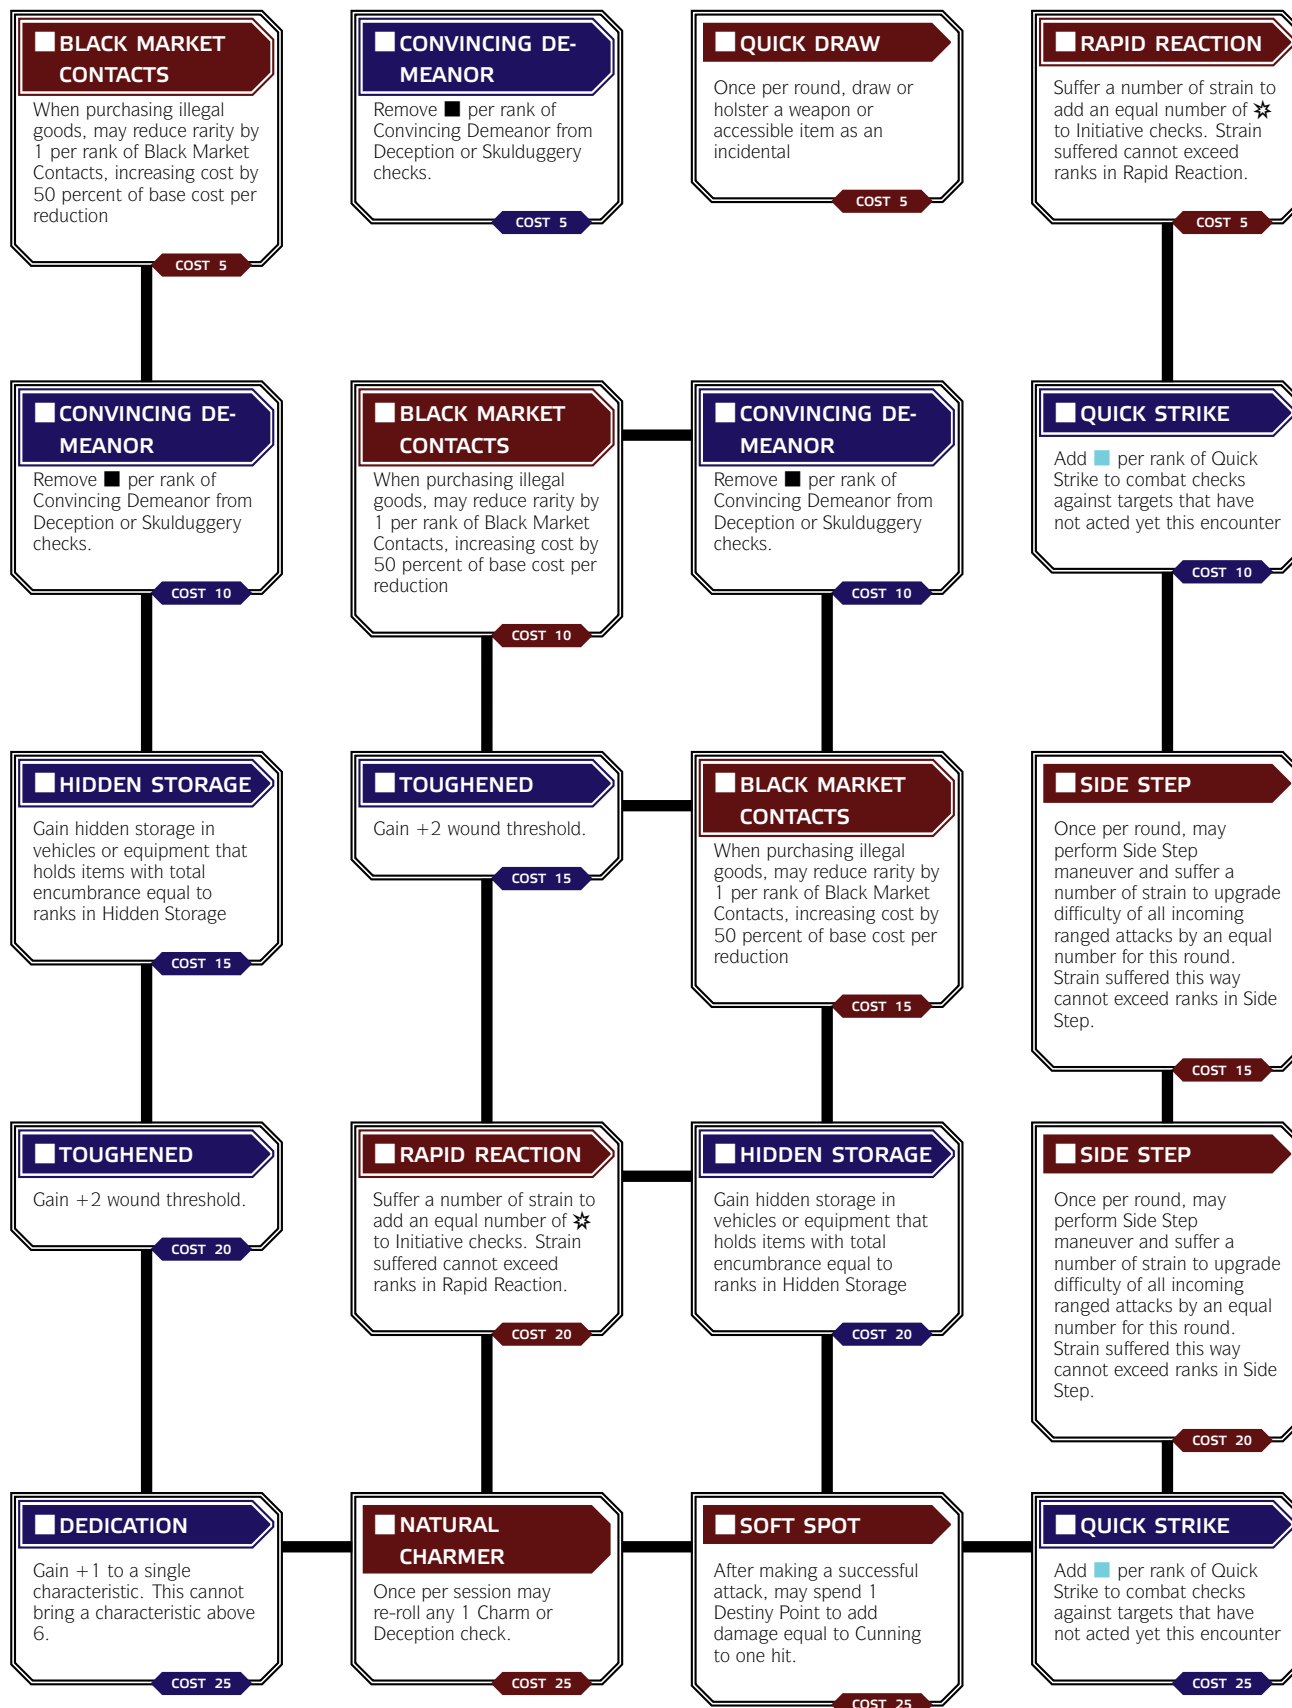 BLACK MARKET
CONTACTS
When purchasing illegal
goods, may reduce rarity by
1 per rank of Black Market
Contacts, increasing cost by
50 percent of base cost per
reduction
COST 5
CONVINCING DE-
MEANOR
Remove ■ per rank of
Convincing Demeanor from
Deception or Skulduggery
checks.
COST 5
QUICK DRAW
Once per round, draw or
holster a weapon or
accessible item as an
incidental
COST 5
RAPID REACTION
Suffer a number of strain to
add an equal number of
to Initiative checks. Strain
suffered cannot exceed
ranks in Rapid Reaction.
COST 5
CONVINCING DE-
MEANOR
Remove ■ per rank of
Convincing Demeanor from
Deception or Skulduggery
checks.
COST 10
BLACK MARKET
CONTACTS
When purchasing illegal
goods, may reduce rarity by
1 per rank of Black Market
Contacts, increasing cost by
50 percent of base cost per
reduction
COST 10
CONVINCING DE-
MEANOR
Remove ■ per rank of
Convincing Demeanor from
Deception or Skulduggery
checks.
COST 10
QUICK STRIKE
Add ■ per rank of Quick
Strike to combat checks
against targets that have
not acted yet this encounter
COST 10
HIDDEN STORAGE
Gain hidden storage in
vehicles or equipment that
holds items with total
encumbrance equal to
ranks in Hidden Storage
COST 15
TOUGHENED
Gain +2 wound threshold.
COST 15
BLACK MARKET
CONTACTS
When purchasing illegal
goods, may reduce rarity by
1 per rank of Black Market
Contacts, increasing cost by
50 percent of base cost per
reduction
COST 15
SIDE STEP
Once per round, may
perform Side Step
maneuver and suffer a
number of strain to upgrade
difficulty of all incoming
ranged attacks by an equal
number for this round.
Strain suffered this way
cannot exceed ranks in Side
Step.
COST 15
TOUGHENED
Gain +2 wound threshold.
COST 20
RAPID REACTION
Suffer a number of strain to
add an equal number of
to Initiative checks. Strain
suffered cannot exceed
ranks in Rapid Reaction.
COST 20
HIDDEN STORAGE
Gain hidden storage in
vehicles or equipment that
holds items with total
encumbrance equal to
ranks in Hidden Storage
COST 20
SIDE STEP
Once per round, may
perform Side Step
maneuver and suffer a
number of strain to upgrade
difficulty of all incoming
ranged attacks by an equal
number for this round.
Strain suffered this way
cannot exceed ranks in Side
Step.
COST 20
DEDICATION
Gain +1 to a single
characteristic. This cannot
bring a characteristic above
6.
COST 25
NATURAL
CHARMER
Once per session may
re-roll any 1 Charm or
Deception check.
COST 25
SOFT SPOT
After making a successful
attack, may spend 1
Destiny Point to add
damage equal to Cunning
to one hit.
COST 25
QUICK STRIKE
Add ■ per rank of Quick
Strike to combat checks
against targets that have
not acted yet this encounter
COST 25